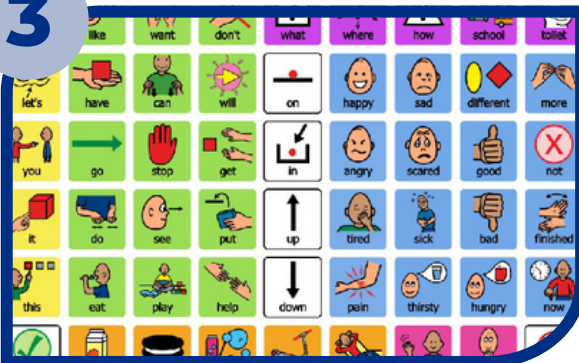 3
like want don't what where how school toilet
let's have can will on happy sad different more
you go stop get in angry scared good not
it do see put up tired sick bad finished
this eat play help down pain thirsty hungry now